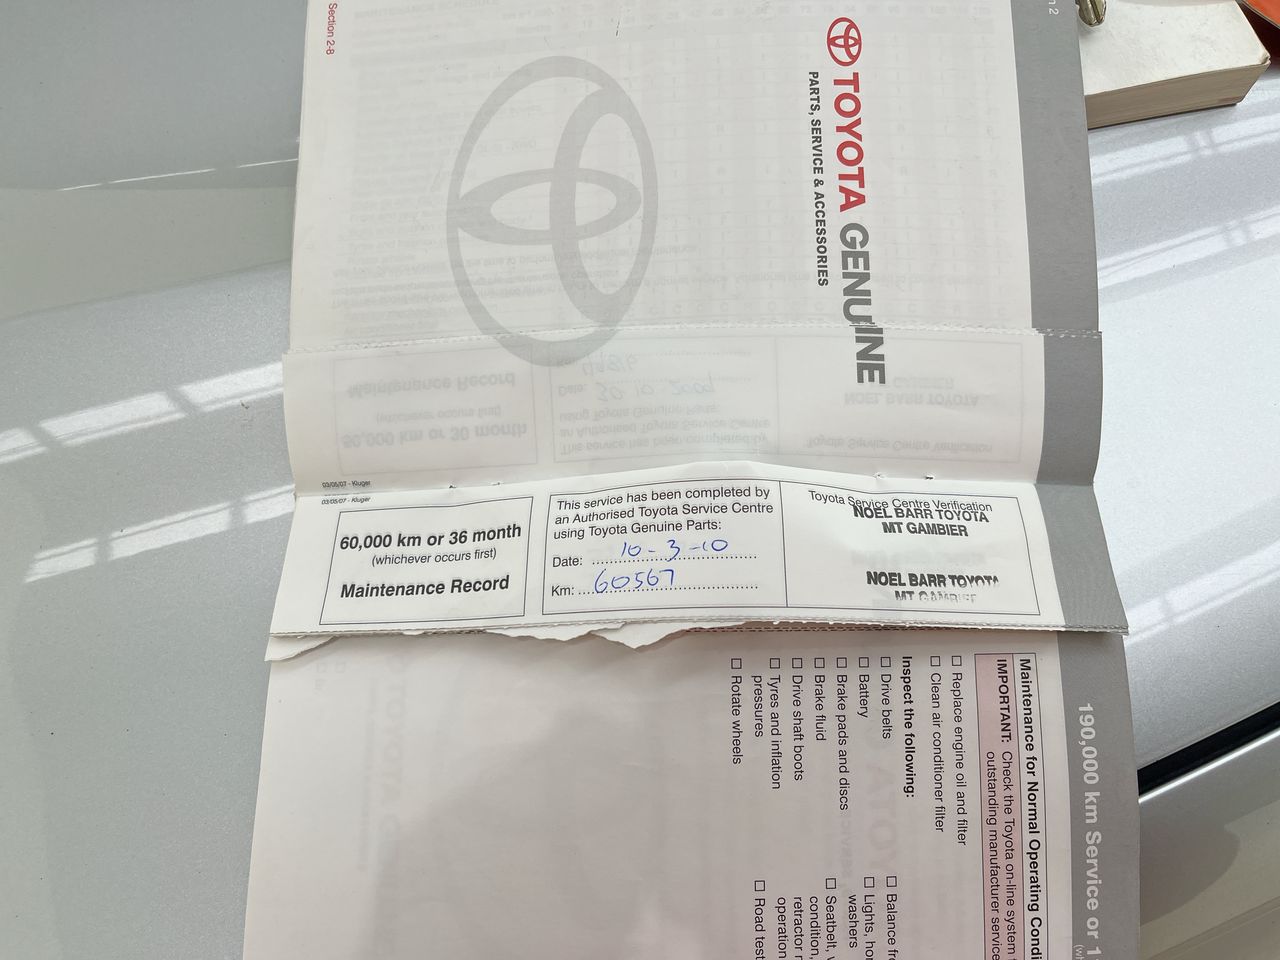 Section 2-8
TOYOTA GENUINE
PARTS, SERVICE & ACCESSORIES
03/05/07 - Kluger
03/05/07 - Kluger
60,000 km or 36 month
(whichever occurs first)
Maintenance Record
This service has been completed by
an Authorised Toyota Service Centre
using Toyota Genuine Parts:
Date: 10-3-10
Km: 60567
Toyota Service Centre Verification
NOEL BARR TOYOTA
MT GAMBIER
NOEL BARR TOYOTA
MT GAMBIER
190,000 km Service or
Maintenance for Normal Operating
IMPORTANT: Check the Toyota on-line system
outstanding manufacturer service
☐ Replace engine oil and filter
☐ Clean air conditioner filter
Inspect the following:
☐ Drive belts
☐ Battery
☐ Brake pads and discs
☐ Brake fluid
☐ Drive shaft boots
☐ Tyres and inflation
pressures
☐ Rotate wheels
☐ Balance
☐ Lights,
washers
☐ Seatbelt,
condition,
retractor
operation
☐ Road test